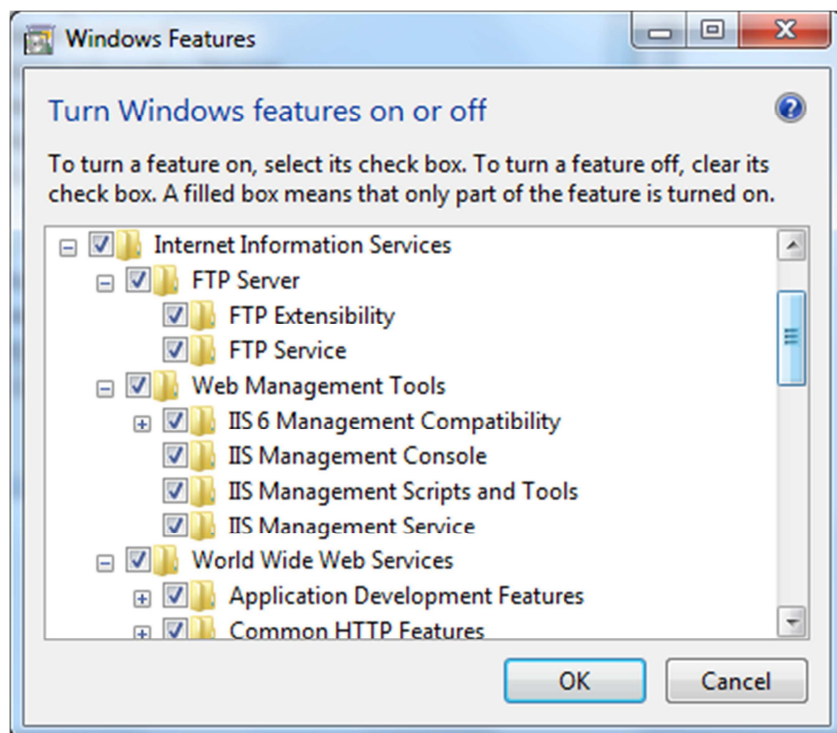 Windows Features
Turn Windows features on or off
To turn a feature on, select its check box. To turn a feature off, clear its
check box. A filled box means that only part of the feature is turned on.
Internet Information Services
FTP Server
FTP Extensibility
FTP Service
Web Management Tools
IIS 6 Management Compatibility
IIS Management Console
IIS Management Scripts and Tools
IIS Management Service
World Wide Web Services
Application Development Features
Common HTTP Features
OK Cancel